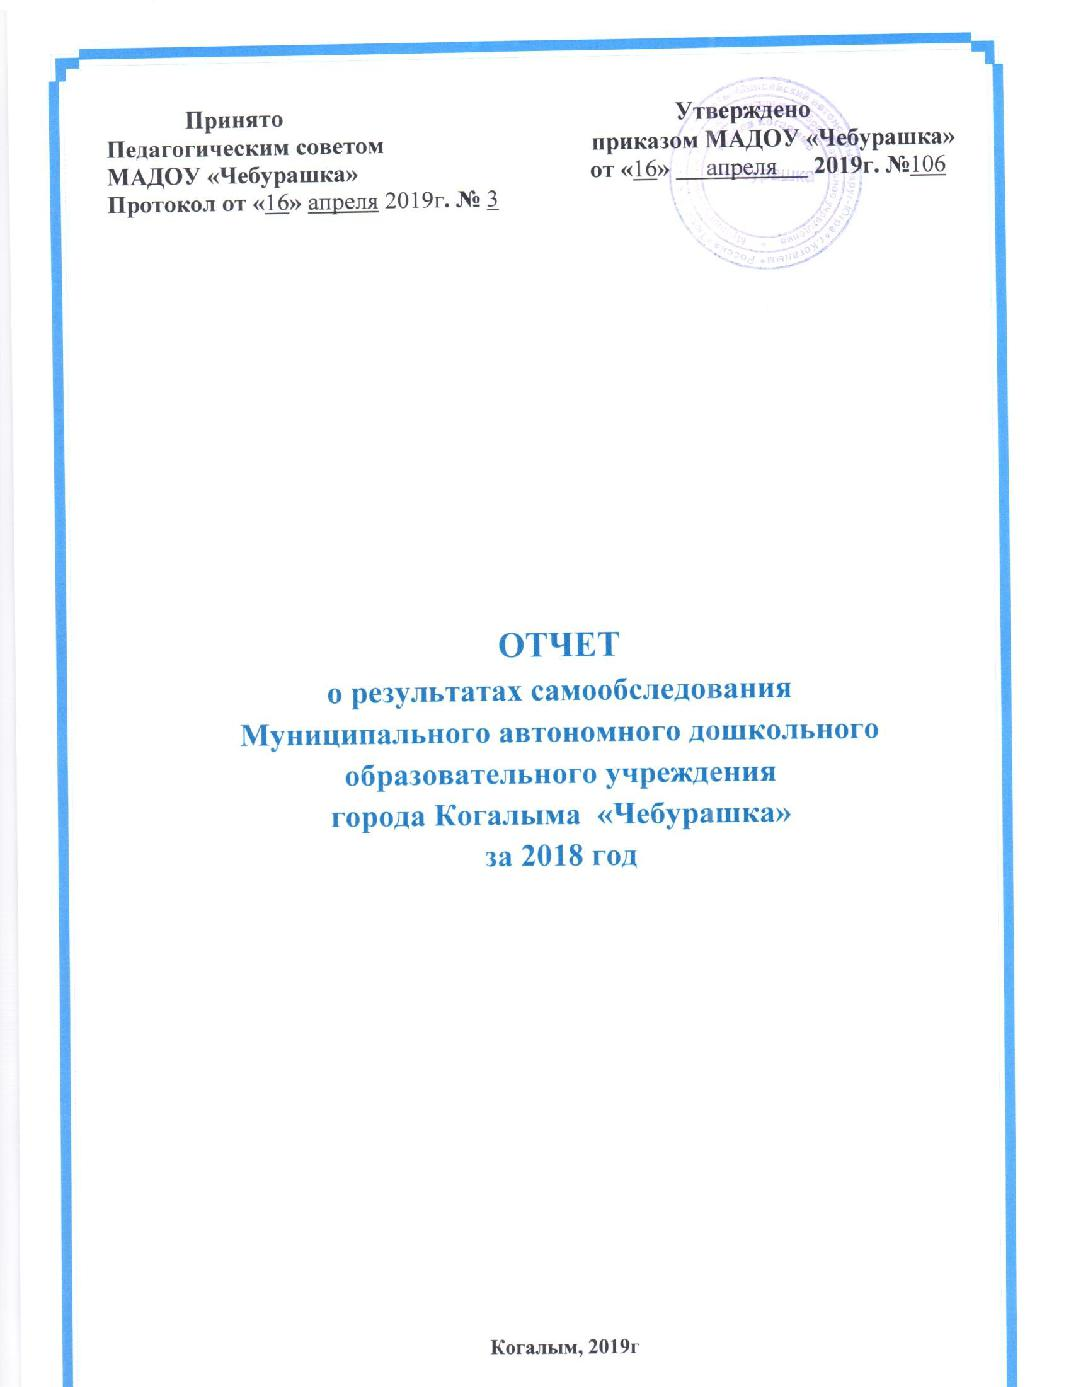 Принято
Педагогическим советом
МАДОУ «Чебурашка»
Протокол от «16» апреля 2019г. № 3
Утверждено
приказом МАДОУ «Чебурашка»
от «16» апреля 2019г. №106
ОТЧЕТ
о результатах самообследования
Муниципального автономного дошкольного
образовательного учреждения
города Когалыма «Чебурашка»
за 2018 год
Когалым, 2019г